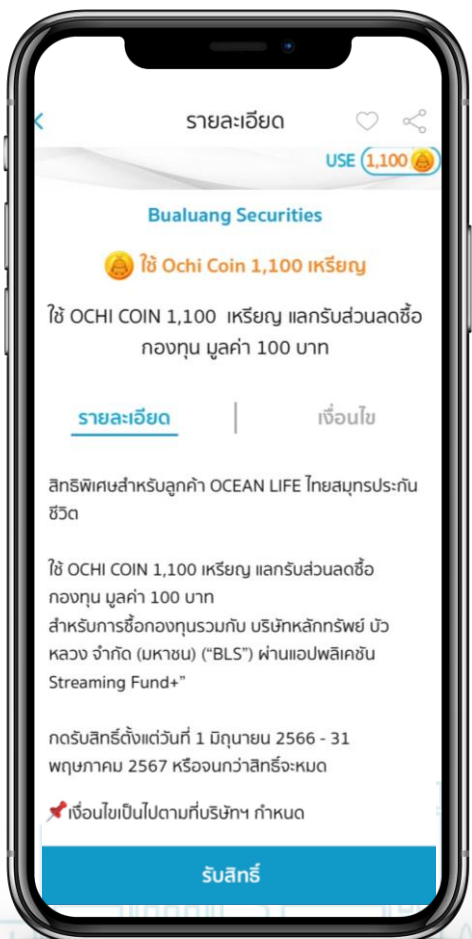 รายละเอียด
USE 1,100
Bualuang Securities
ใช้ Ochi Coin 1,100 เหรียญ
ใช้ OCHI COIN 1,100 เหรียญ แลกรับส่วนลดซื้อ
กองทุน มูลค่า 100 บาท
รายละเอียด | เงื่อนไข
สิทธิพิเศษสำหรับลูกค้า OCEAN LIFE ไทยสมุทรประกัน
ชีวิต
ใช้ OCHI COIN 1,100 เหรียญ แลกรับส่วนลดซื้อ
กองทุน มูลค่า 100 บาท
สำหรับการซื้อกองทุนรวมกับ บริษัทหลักทรัพย์ บัว
หลวง จำกัด (มหาชน) (“BLS”) ผ่านแอปพลิเคชัน
Streaming Fund+”
กดรับสิทธิ์ตั้งแต่วันที่ 1 มิถุนายน 2566 - 31
พฤษภาคม 2567 หรือจนกว่าสิทธิ์จะหมด
📌เงื่อนไขเป็นไปตามที่บริษัทฯ กำหนด
รับสิทธิ์